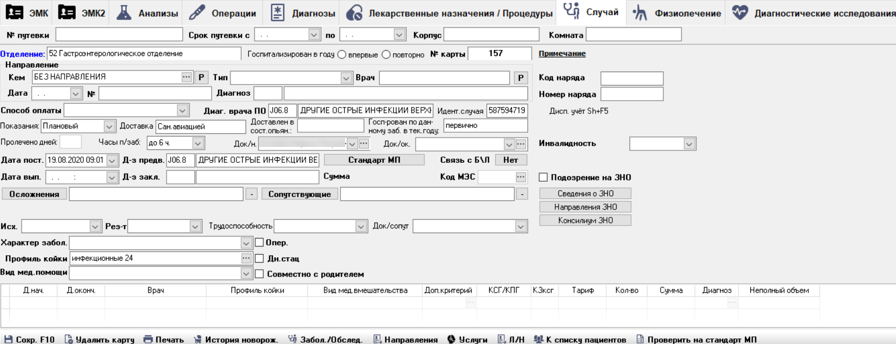 ЭМК ЭМК2 Анализы Операции Диагнозы Лекарственные назначения / Процедуры Случай Физиолечение Диагностические исследования
№ путевки Срок путевки с . . по . . Корпус Комната
Отделение: 52 Гастроэнтерологическое отделение Госпитализирован в году впервые повторно № карты 157 Примечание
Направление
Кем БЕЗ НАПРАВЛЕНИЯ ... Р Тип Врач Р Код наряда
Дата . . № Диагноз Номер наряда
Способ оплаты Диаг. врача ПО J06.8 ДРУГИЕ ОСТРЫЕ ИНФЕКЦИИ ВЕРХ Идент.случая 587594719 Дисп. учёт Sh+F5
Показания: Плановый Доставка Сан.авиацией Доставлен в сост.опьян.: Госп-рован по данному заб. в тек.году: первично
Пролечено дней: Часы п/заб: до 6 ч. Док/н. ... Док/ок. ... Инвалидность
Дата пост. 19.08.2020 09:01 Д-з предв. J06.8 ДРУГИЕ ОСТРЫЕ ИНФЕКЦИИ ВЕ Стандарт МП Связь с Б\Л Нет
Дата вып. . . : Д-з закл. Сумма Код МЭС ... Подозрение на ЗНО
Осложнения - Сопутствующие - Сведения о ЗНО
Направления ЗНО
Консилиум ЗНО
Исх. Рез-т Трудоспособность Док/сопут
Характер забол. Опер.
Профиль койки инфекционные 24 ... Дн.стац
Вид мед.помощи Совместно с родителем
Д.нач. Д.оконч. Врач Профиль койки Вид мед.вмешательства Доп.критерий КСГ/КПГ К.Зксг Тариф Кол-во Сумма Диагноз Неполный объем
Сохр. F10 Удалить карту Печать История новорож. Забол./Обслед. Направления Услуги Л/Н К списку пациентов Проверить на стандарт МП